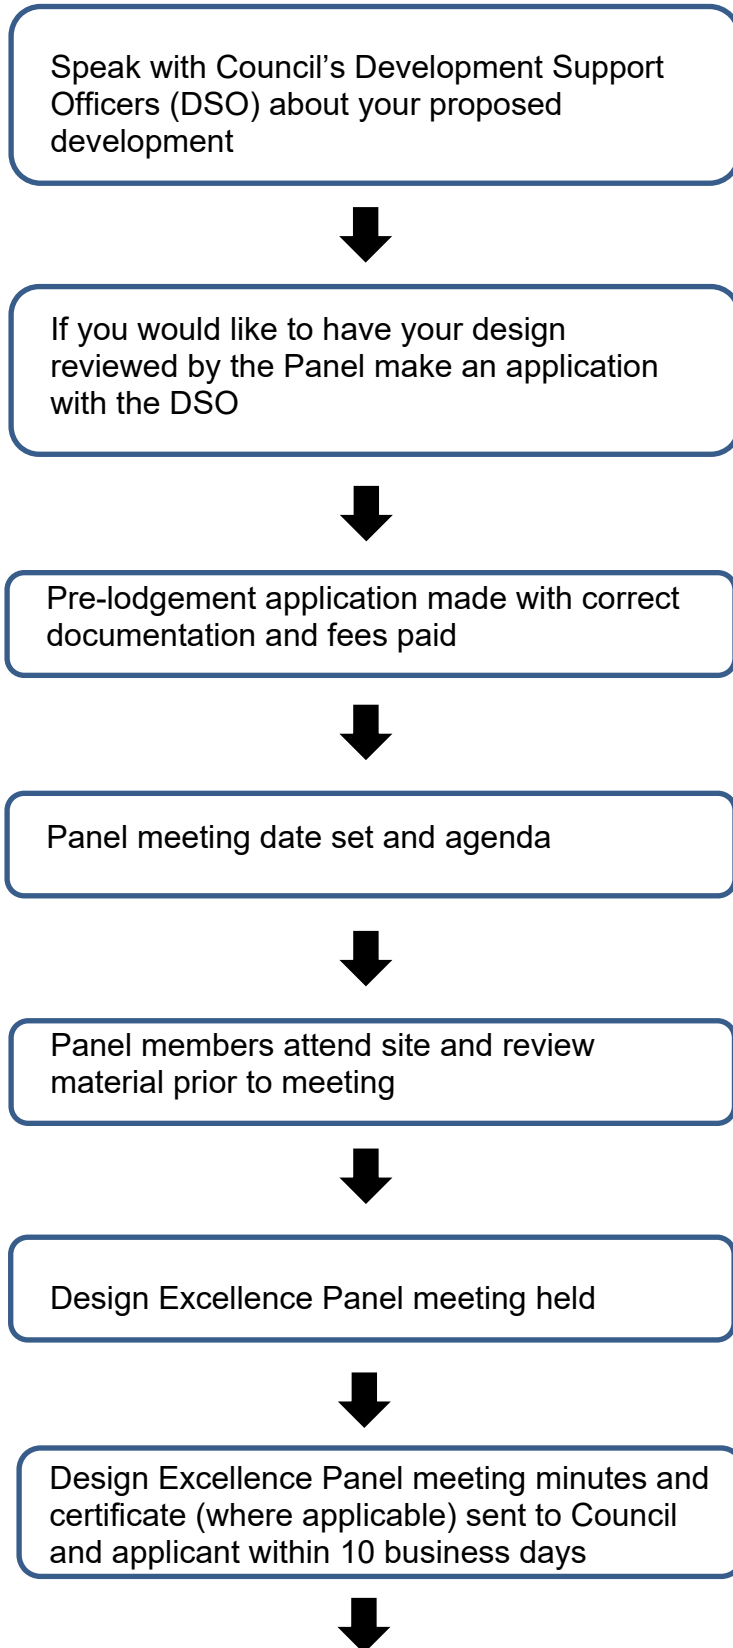 Speak with Council’s Development Support
Officers (DSO) about your proposed
development
If you would like to have your design
reviewed by the Panel make an application
with the DSO
Pre-lodgement application made with correct
documentation and fees paid
Panel meeting date set and agenda
Panel members attend site and review
material prior to meeting
Design Excellence Panel meeting held
Design Excellence Panel meeting minutes and
certificate (where applicable) sent to Council
and applicant within 10 business days